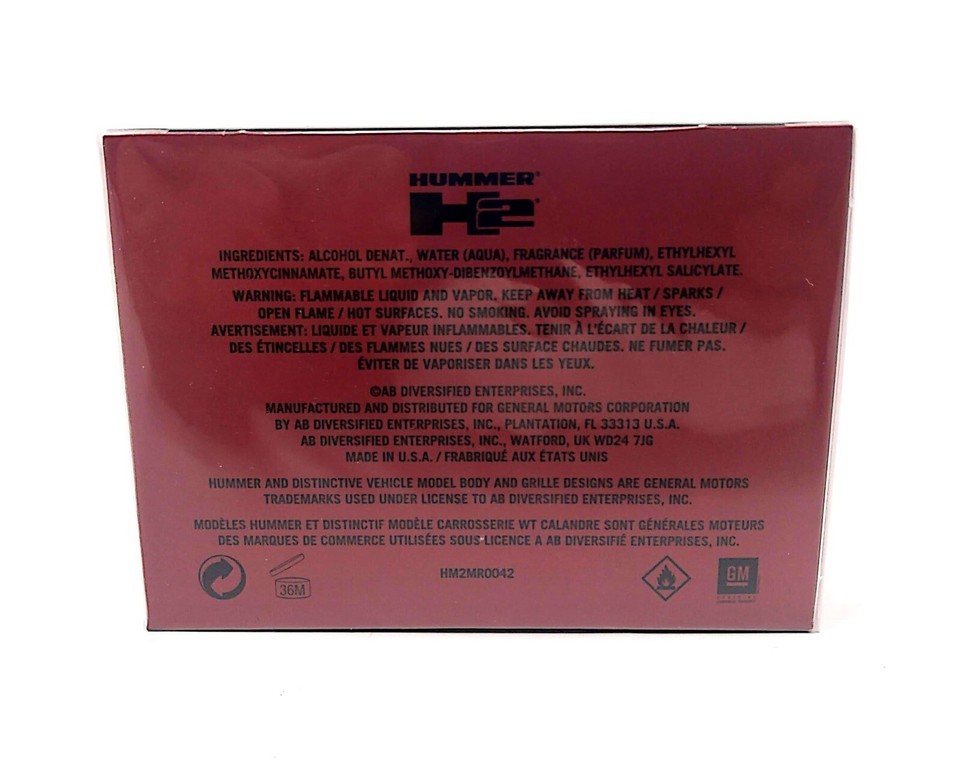 HUMMER®
H2®
INGREDIENTS: ALCOHOL DENAT., WATER (AQUA), FRAGRANCE (PARFUM), ETHYLHEXYL
METHOXYCINNAMATE, BUTYL METHOXY-DIBENZOYLMETHANE, ETHYLHEXYL SALICYLATE.
WARNING: FLAMMABLE LIQUID AND VAPOR. KEEP AWAY FROM HEAT / SPARKS /
OPEN FLAME / HOT SURFACES. NO SMOKING. AVOID SPRAYING IN EYES.
AVERTISEMENT: LIQUIDE ET VAPEUR INFLAMMABLES. TENIR À L'ÉCART DE LA CHALEUR /
DES ÉTINCELLES / DES FLAMMES NUES / DES SURFACE CHAUDES. NE FUMER PAS.
ÉVITER DE VAPORISER DANS LES YEUX.
©AB DIVERSIFIED ENTERPRISES, INC.
MANUFACTURED AND DISTRIBUTED FOR GENERAL MOTORS CORPORATION
BY AB DIVERSIFIED ENTERPRISES, INC., PLANTATION, FL 33313 U.S.A.
AB DIVERSIFIED ENTERPRISES, INC., WATFORD, UK WD24 7JG
MADE IN U.S.A. / FRABRIQUÉ AUX ÉTATS UNIS
HUMMER AND DISTINCTIVE VEHICLE MODEL BODY AND GRILLE DESIGNS ARE GENERAL MOTORS
TRADEMARKS USED UNDER LICENSE TO AB DIVERSIFIED ENTERPRISES, INC.
MODÈLES HUMMER ET DISTINCTIF MODÈLE CARROSSERIE WT CALANDRE SONT GÉNÉRALES MOTEURS
DES MARQUES DE COMMERCE UTILISÉES SOUS-LICENCE A AB DIVERSIFIÉ ENTERPRISES, INC.
36M
HM2MR0042
GM